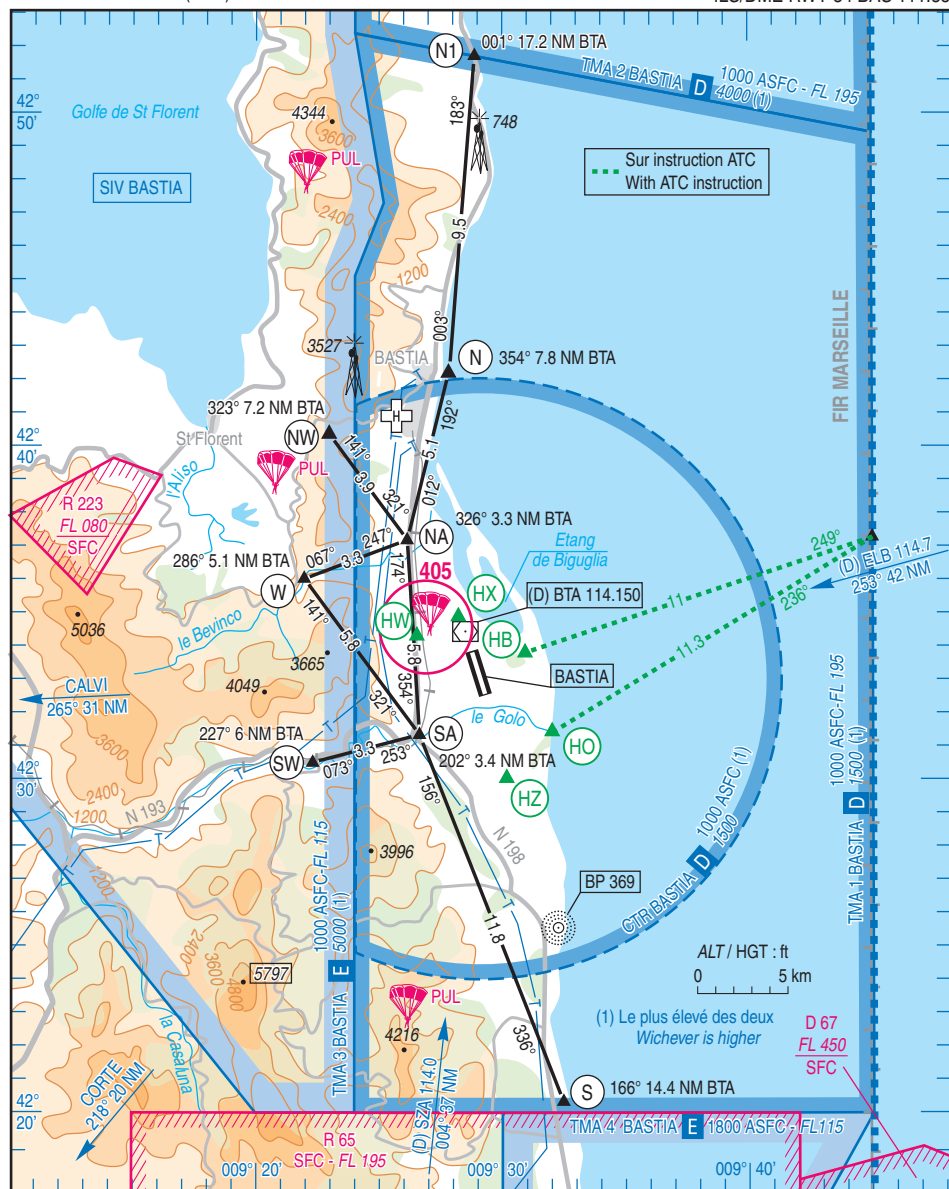 N1
001° 17.2 NM BTA
TMA 2 BASTIA D 1000 ASFC - FL 195
4000 (1)
42°
50'
Golfe de St Florent
4344
3600
PUL
183°
748
Sur instruction ATC
With ATC instruction
SIV BASTIA
2400
9.5
1200
FIR MARSEILLE
003°
3527
BASTIA
N
354° 7.8 NM BTA
323° 7.2 NM BTA
H
192°
42°
40'
St Florent
NW
141°
5.1
PUL
3.9
l'Aliso
012°
R 223
FL 080
SFC
321°
326° 3.3 NM BTA
NA
249°
(D) ELB 114.7
253° 42 NM
286° 5.1 NM BTA
067°
3.3
247°
174°
Etang
de Biguglia
236°
405
W
HX
(D) BTA 114.150
11
141°
HW
5036
le Bevinco
5.8
HB
11.3
3665
5.8
BASTIA
4049
CALVI
265° 31 NM
354°
321°
le Golo
3600
227° 6 NM BTA
SA
HO
SW
3.3
253°
073°
202° 3.4 NM BTA
42°
30'
HZ
156°
2400
1200
N 193
1000 ASFC-FL 195
1500 (1)
TMA 1 BASTIA D
N 198
1200
3996
1000 ASFC (1)
1500
CTR BASTIA D
BP 369
1000 ASFC-FL 115
5000 (1)
TMA 3 BASTIA E
11.8
2400
3600
4800
5797
ALT / HGT : ft
0 5 km
PUL
la Casaluna
(1) Le plus élevé des deux
Wichever is higher
D 67
FL 450
SFC
4216
336°
CORTE
218° 20 NM
(D) SZA 114.0
004° 37 NM
S
166° 14.4 NM BTA
42°
20'
TMA 4 BASTIA E 1800 ASFC - FL115
R 65
SFC - FL 195
009° 20'
009° 30'
009° 40'